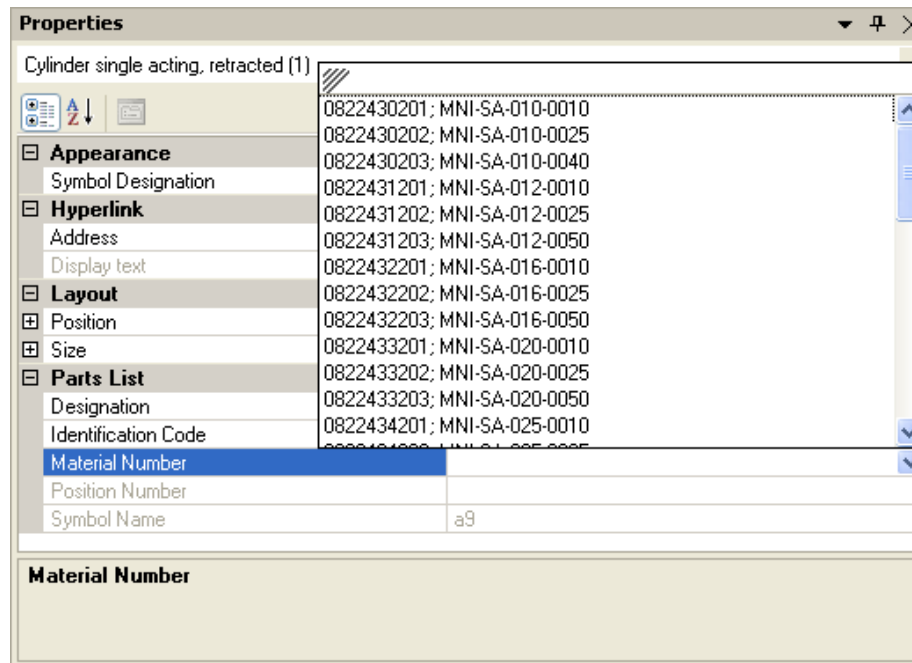 Properties
Cylinder single acting, retracted (1)
0822430201; MNI-SA-010-0010
0822430202; MNI-SA-010-0025
0822430203; MNI-SA-010-0040
0822431201; MNI-SA-012-0010
0822431202; MNI-SA-012-0025
0822431203; MNI-SA-012-0050
0822432201; MNI-SA-016-0010
0822432202; MNI-SA-016-0025
0822432203; MNI-SA-016-0050
0822433201; MNI-SA-020-0010
0822433202; MNI-SA-020-0025
0822433203; MNI-SA-020-0050
0822434201; MNI-SA-025-0010
A
Z
Appearance
Symbol Designation
Hyperlink
Address
Display text
Layout
Position
Size
Parts List
Designation
Identification Code
Material Number
Position Number
Symbol Name a9
Material Number